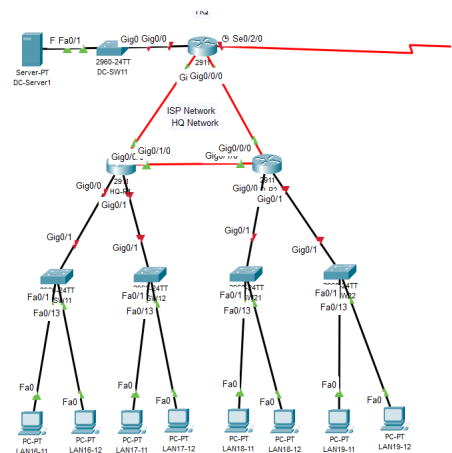 HQ
F Fa0/1
Gig0 Gig0/0
Se0/2/0
2960-24TT
DC-SW11
Server-PT
DC-Server1
2911
Gi Gig0/0/0
ISP Network
HQ Network
Gig0/1/0
Gig0/0/0
2911
2911
Gig0/0
Gig0/1
Gig0/0
Gig0/1
Gig0/1
Gig0/1
Gig0/1
Gig0/1
Fa0/1
Fa0/13
Fa0/1
Fa0/13
Fa0/1
Fa0/13
Fa0/1
Fa0/13
Fa0
Fa0
Fa0
Fa0
Fa0
Fa0
Fa0
Fa0
PC-PT
LAN16-11
PC-PT
LAN16-12
PC-PT
LAN17-11
PC-PT
LAN17-12
PC-PT
LAN18-11
PC-PT
LAN18-12
PC-PT
LAN19-11
PC-PT
LAN19-12